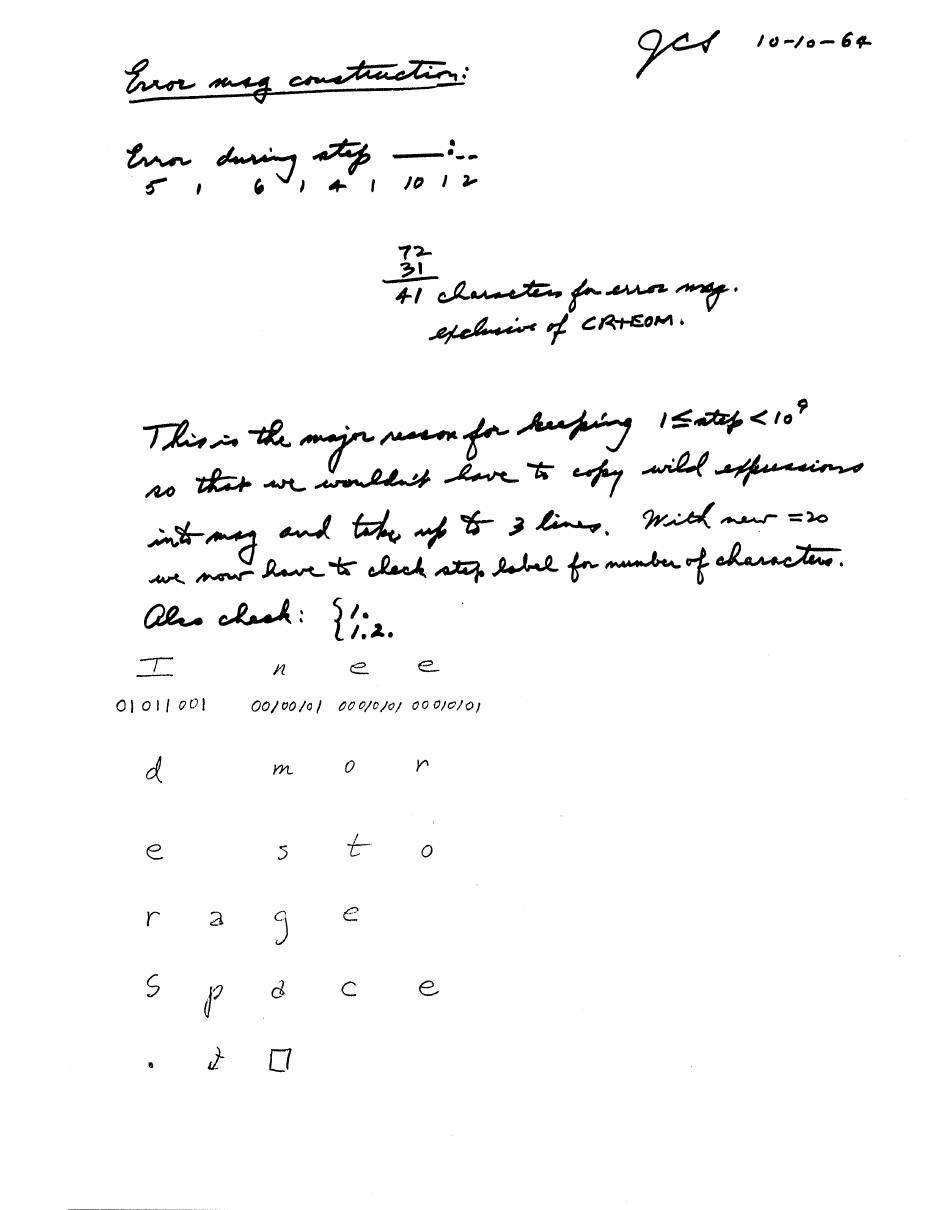 JCS 10-10-64
Error msg construction:
Error during step ——:--
5 1 6 1 4 1 10 1 2
72
31
41 characters for error msg.
exclusive of CR+EOM.
This is the major reason for keeping 1≤step<10⁹
so that we wouldn't have to copy wild expressions
into msg and take up to 3 lines. With new =20
we now have to check step label for number of characters.
Also check: {1.
{1.2.
I n e e
01011001 00100101 00010101 00010101
d m o r
e s t o
r a g e
S p a c e
. □